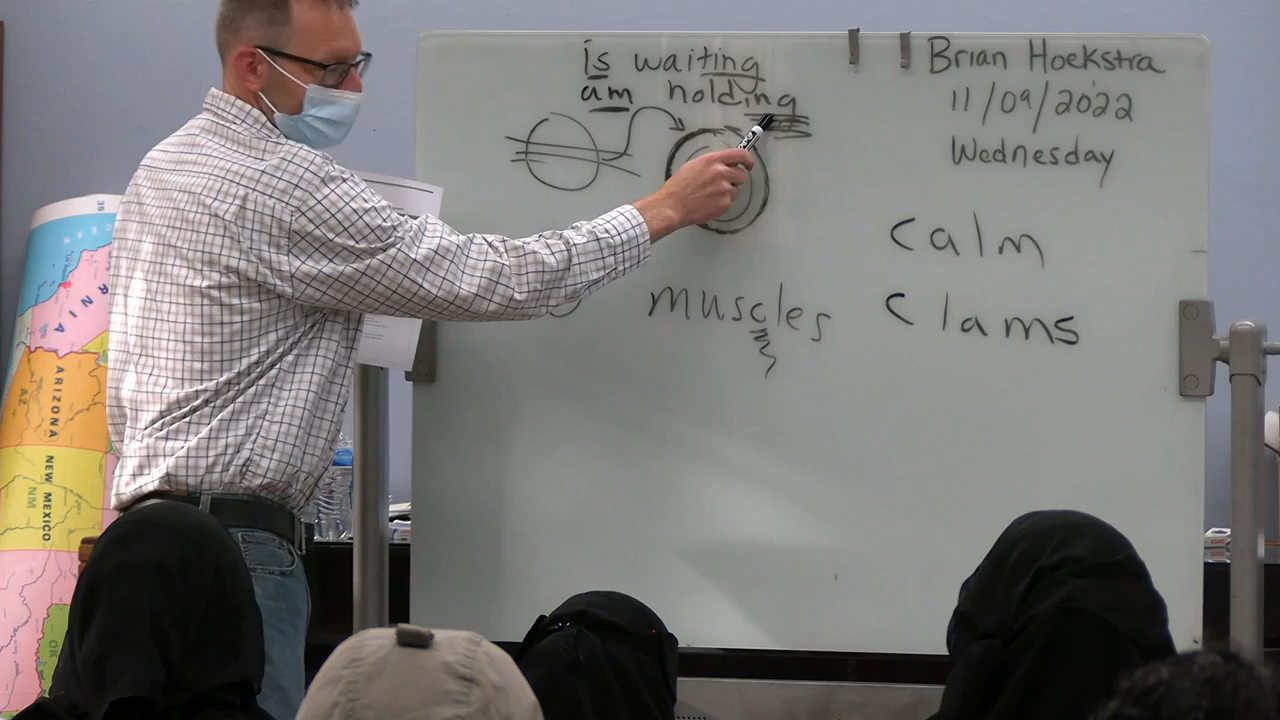 is waiting
am holding
Brian Hoekstra
11/09/2022
Wednesday
calm
muscles
clams
35
ARIZONA
AZ
NEW MEXICO
NM
OK